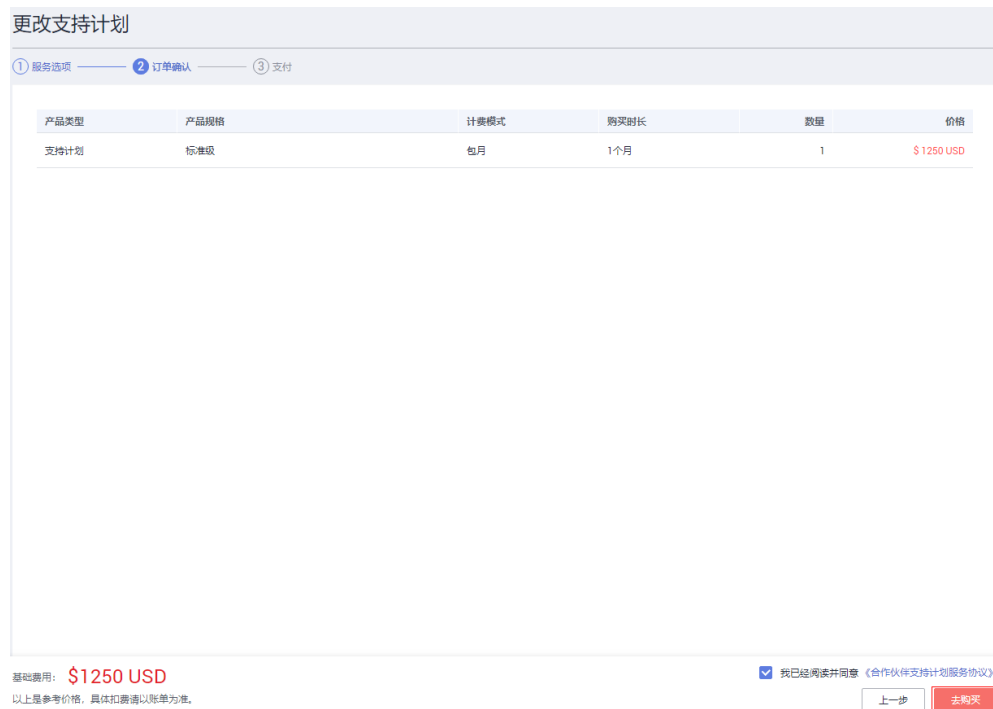 更改支持计划
1 服务选项 2 订单确认 3 支付
产品类型 产品规格 计费模式 购买时长 数量 价格
支持计划 标准级 包月 1个月 1 $ 1250 USD
基础费用: $1250 USD
我已经阅读并同意 《合作伙伴支持计划服务协议》
以上是参考价格，具体扣费请以账单为准。
上一步 去购买